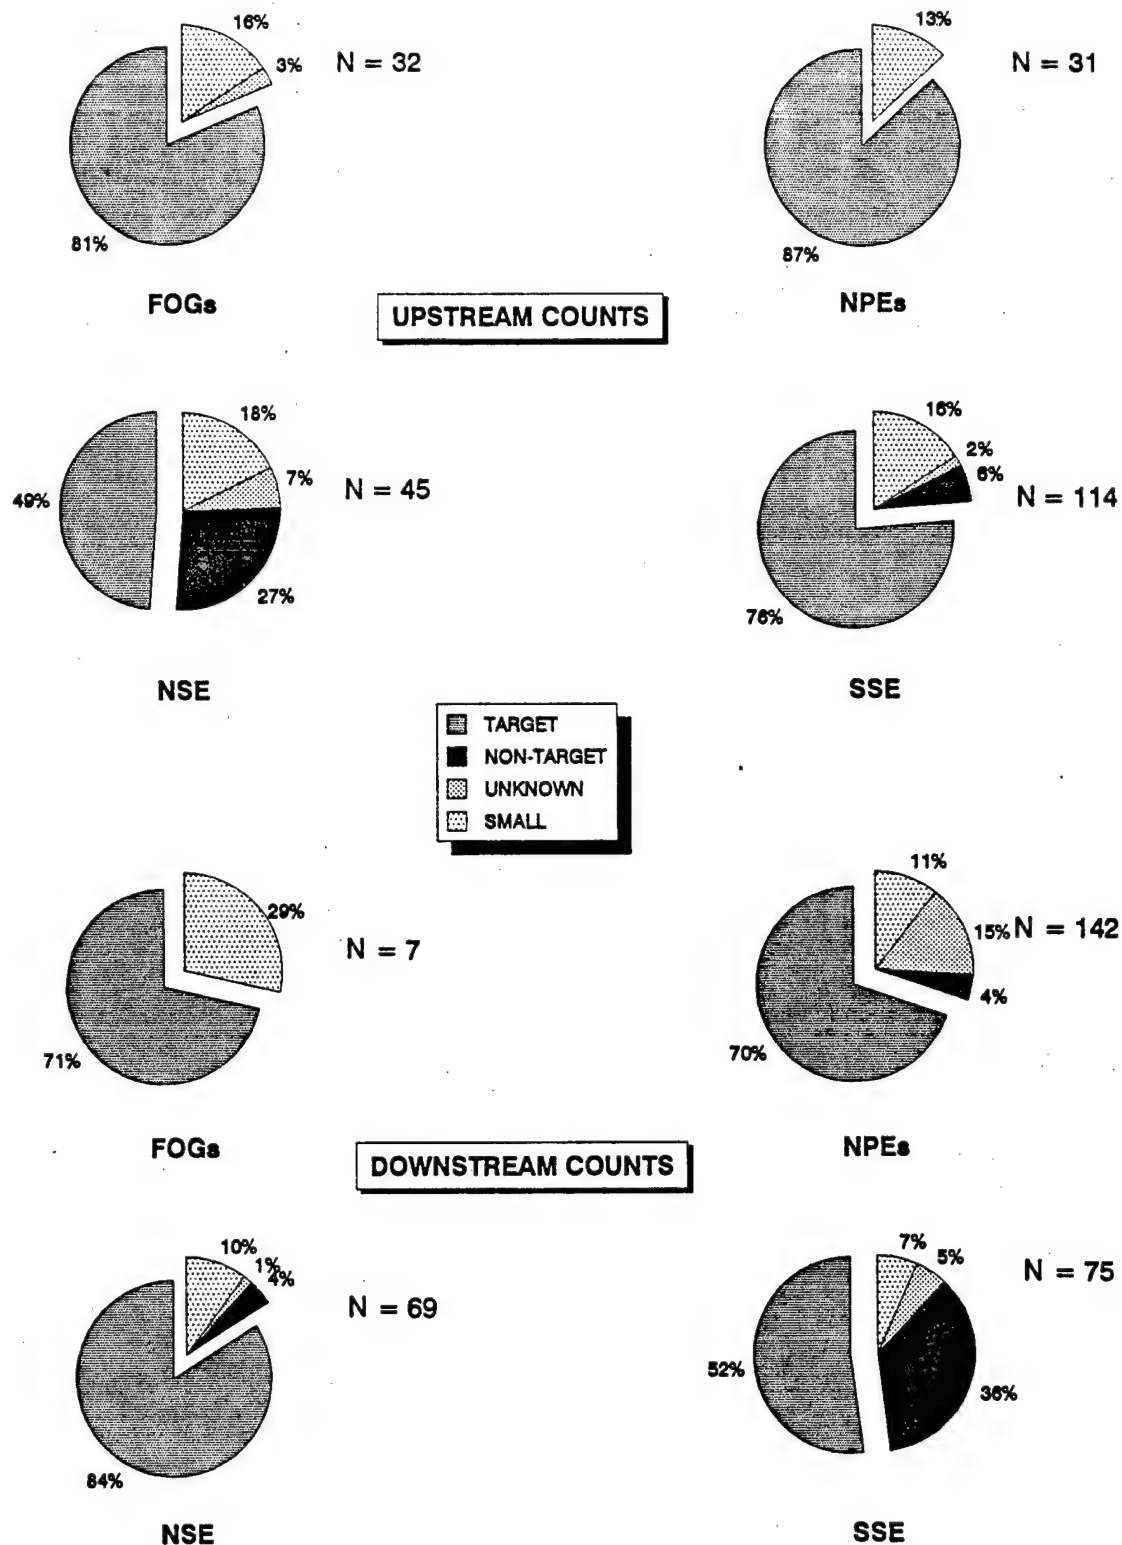 16%
3%
N = 32
81%
FOGs
13%
N = 31
87%
NPEs
UPSTREAM COUNTS
18%
7%
N = 45
49%
27%
NSE
16%
2%
6%
N = 114
76%
SSE
TARGET
NON-TARGET
UNKNOWN
SMALL
29%
N = 7
71%
FOGs
11%
15%
N = 142
4%
70%
NPEs
DOWNSTREAM COUNTS
10%
1%
4%
N = 69
84%
NSE
7%
5%
N = 75
52%
36%
SSE